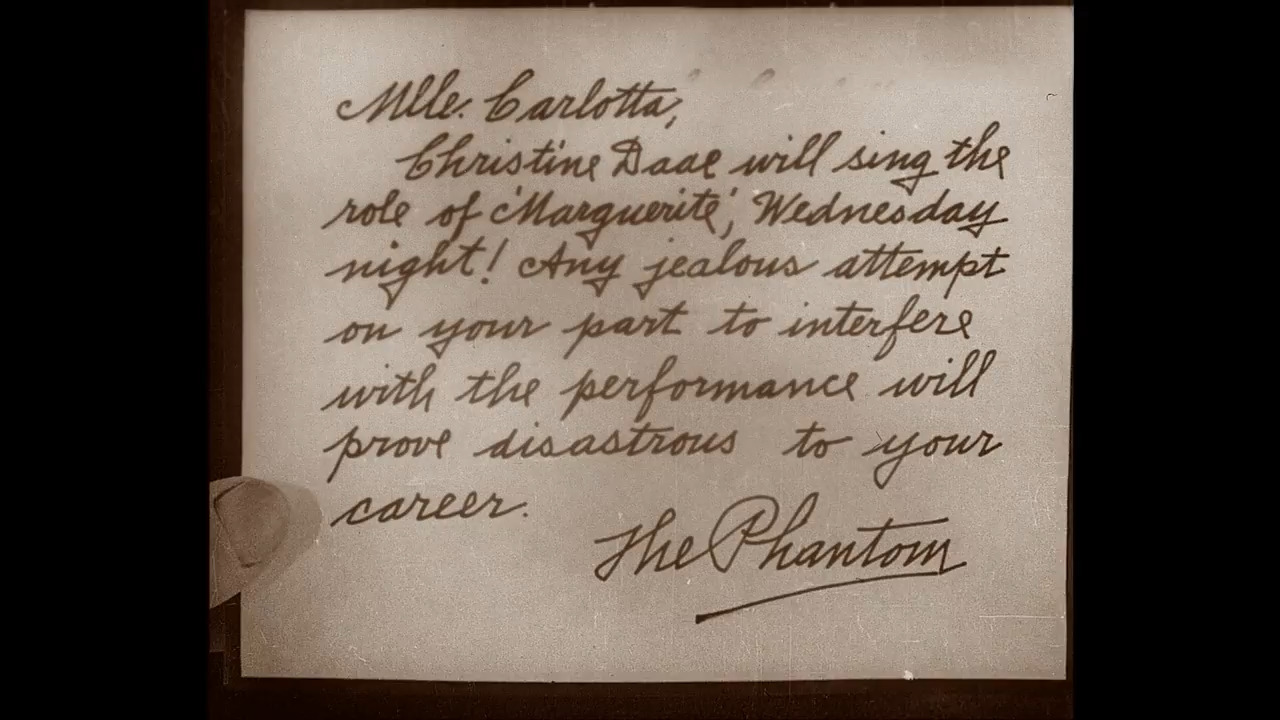 Mlle. Carlotta,
Christine Daae will sing the
role of 'Marguerite', Wednesday
night! Any jealous attempt
on your part to interfere
with the performance will
prove disastrous to your
career.
The Phantom